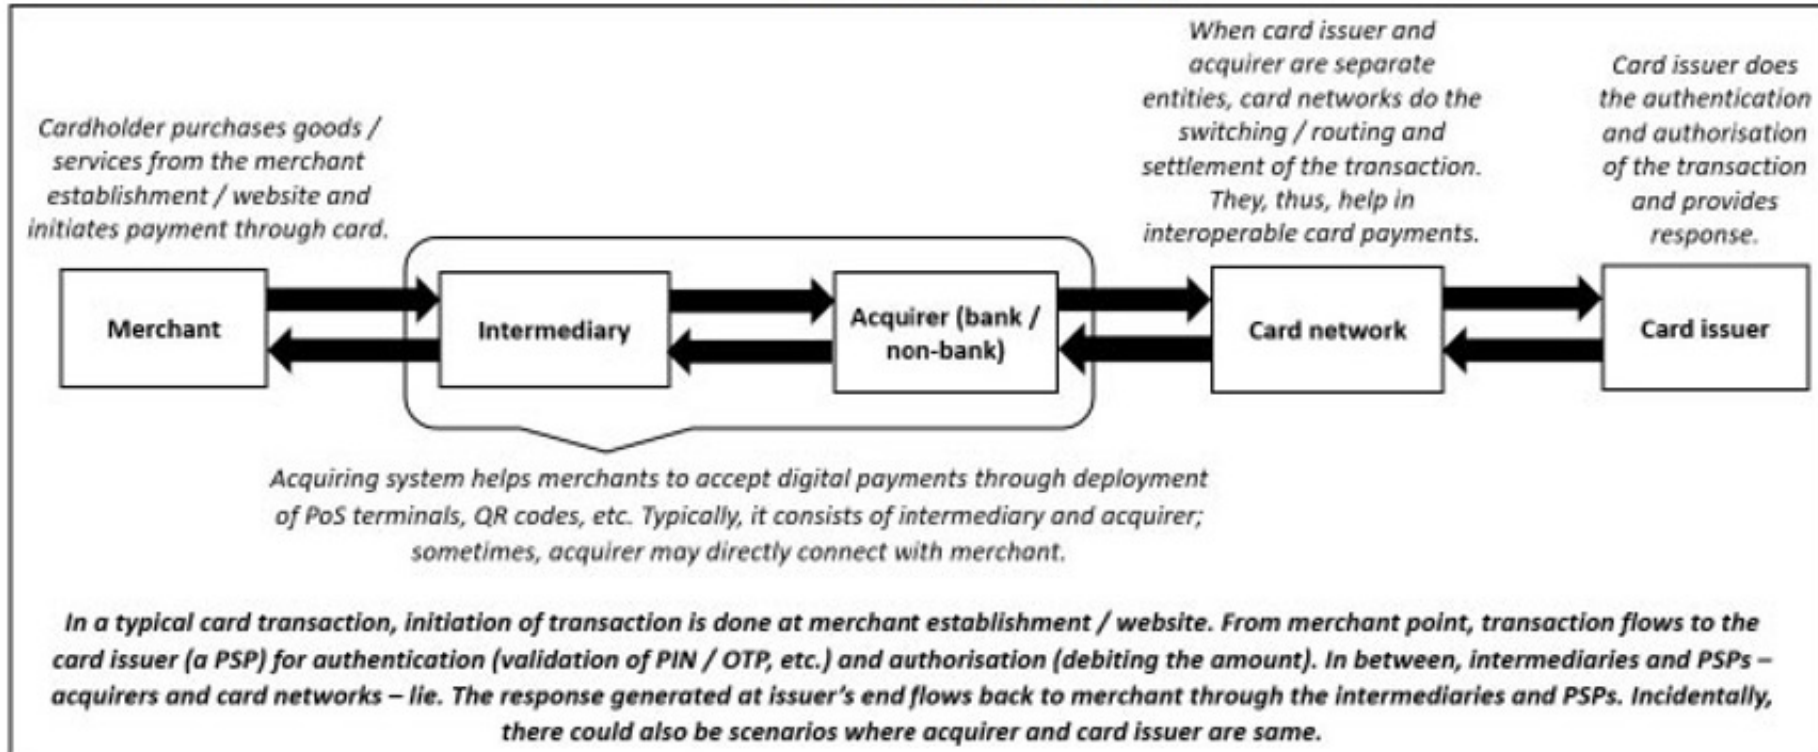 Cardholder purchases goods /
services from the merchant
establishment / website and
initiates payment through card.
When card issuer and
acquirer are separate
entities, card networks do the
switching / routing and
settlement of the transaction.
They, thus, help in
interoperable card payments.
Card issuer does
the authentication
and authorisation
of the transaction
and provides
response.
Merchant
Intermediary
Acquirer (bank /
non-bank)
Card network
Card issuer
Acquiring system helps merchants to accept digital payments through deployment
of PoS terminals, QR codes, etc. Typically, it consists of intermediary and acquirer;
sometimes, acquirer may directly connect with merchant.
In a typical card transaction, initiation of transaction is done at merchant establishment / website. From merchant point, transaction flows to the
card issuer (a PSP) for authentication (validation of PIN / OTP, etc.) and authorisation (debiting the amount). In between, intermediaries and PSPs –
acquirers and card networks – lie. The response generated at issuer's end flows back to merchant through the intermediaries and PSPs. Incidentally,
there could also be scenarios where acquirer and card issuer are same.